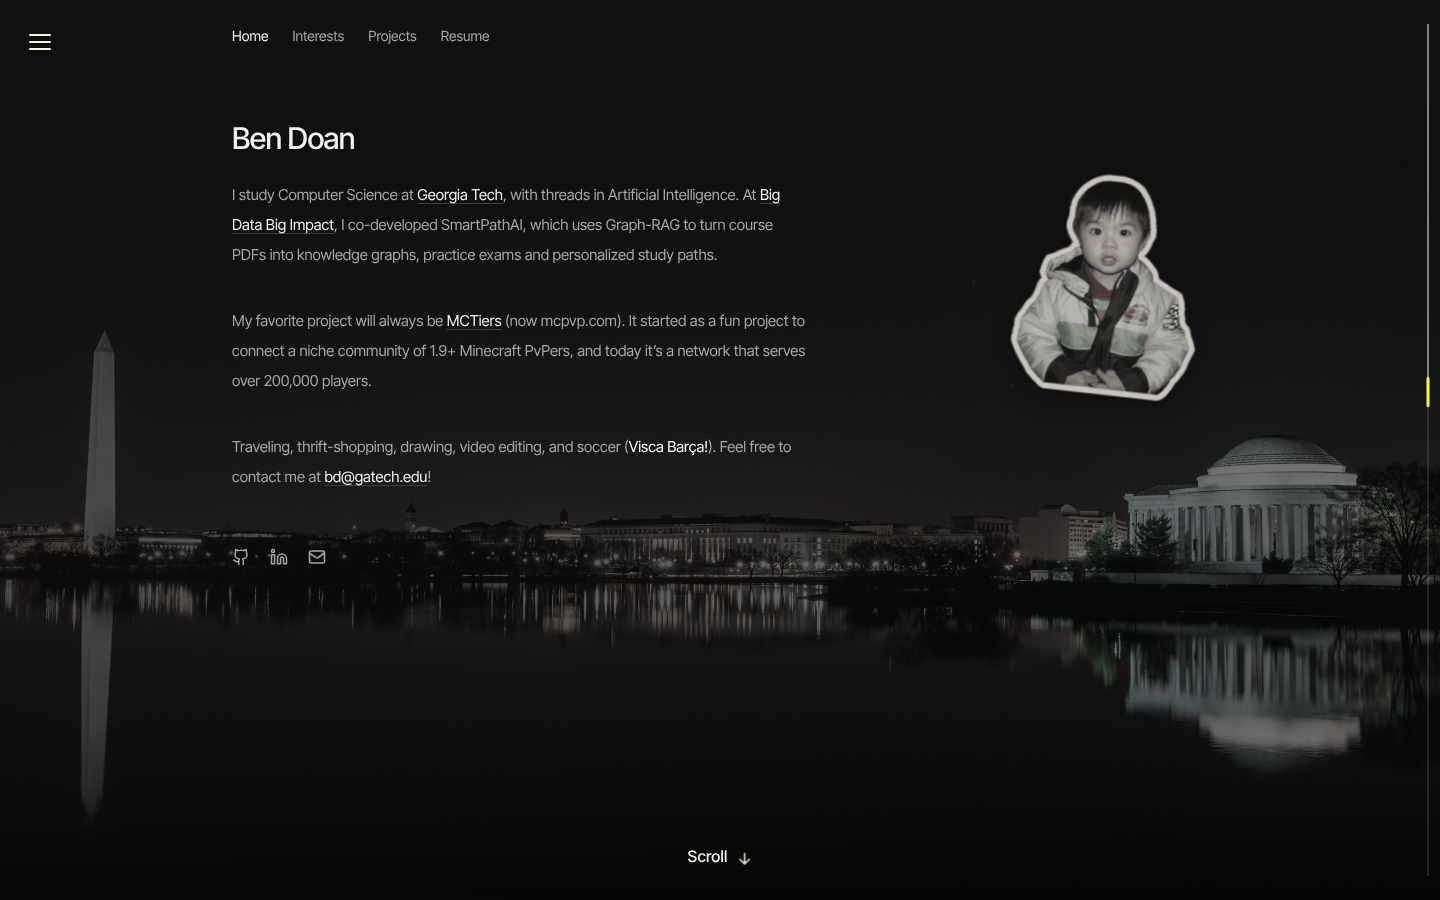 Home Interests Projects Resume
Ben Doan
I study Computer Science at Georgia Tech, with threads in Artificial Intelligence. At Big
Data Big Impact, I co-developed SmartPathAI, which uses Graph-RAG to turn course
PDFs into knowledge graphs, practice exams and personalized study paths.
My favorite project will always be MCTiers (now mcpvp.com). It started as a fun project to
connect a niche community of 1.9+ Minecraft PvPers, and today it’s a network that serves
over 200,000 players.
Traveling, thrift-shopping, drawing, video editing, and soccer (Visca Barça!). Feel free to
contact me at bd@gatech.edu!
Scroll ↓